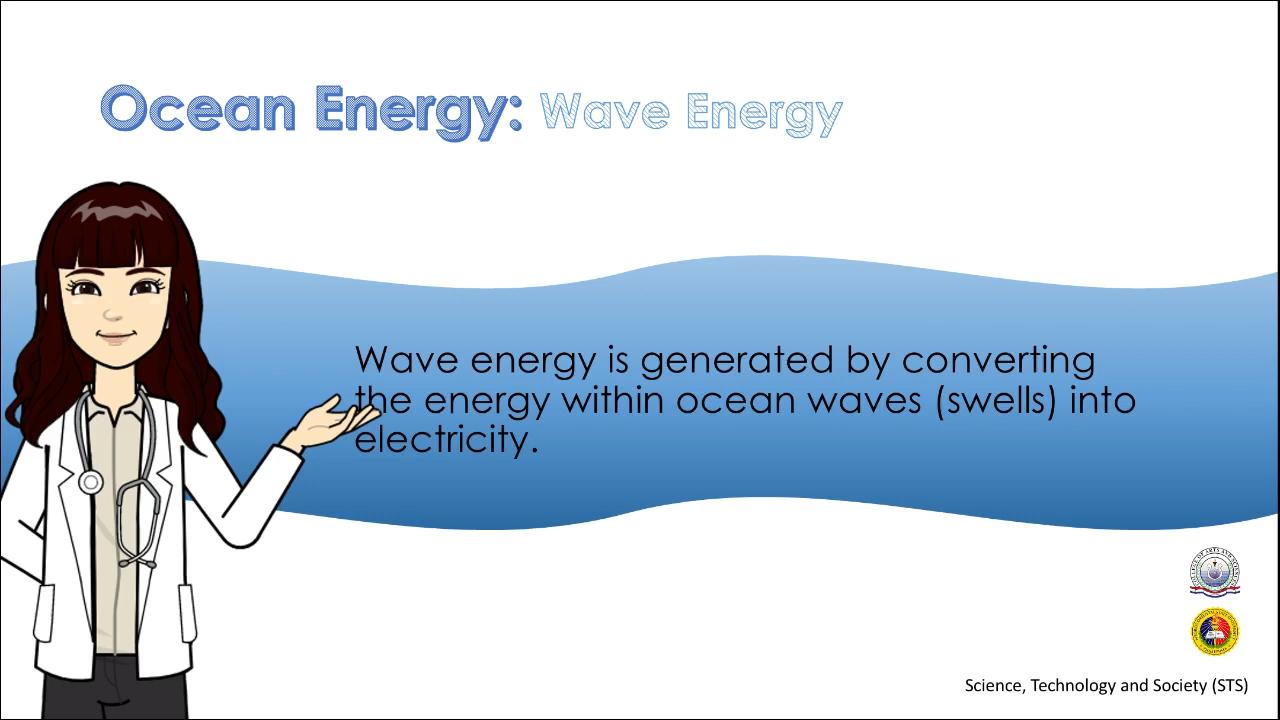 Ocean Energy: Wave Energy
Wave energy is generated by converting
the energy within ocean waves (swells) into
electricity.
Science, Technology and Society (STS)